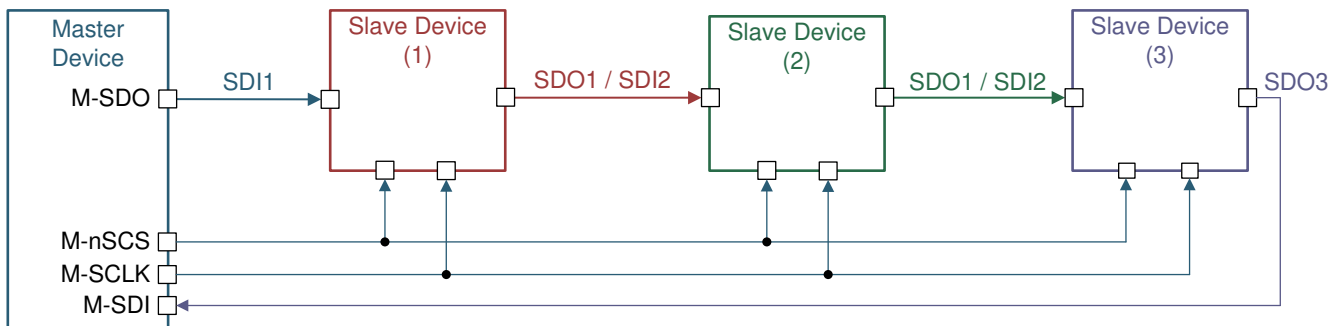 Master
Device
Slave Device
(1)
Slave Device
(2)
Slave Device
(3)
M-SDO
SDI1
SDO1 / SDI2
SDO1 / SDI2
SDO3
M-nSCS
M-SCLK
M-SDI